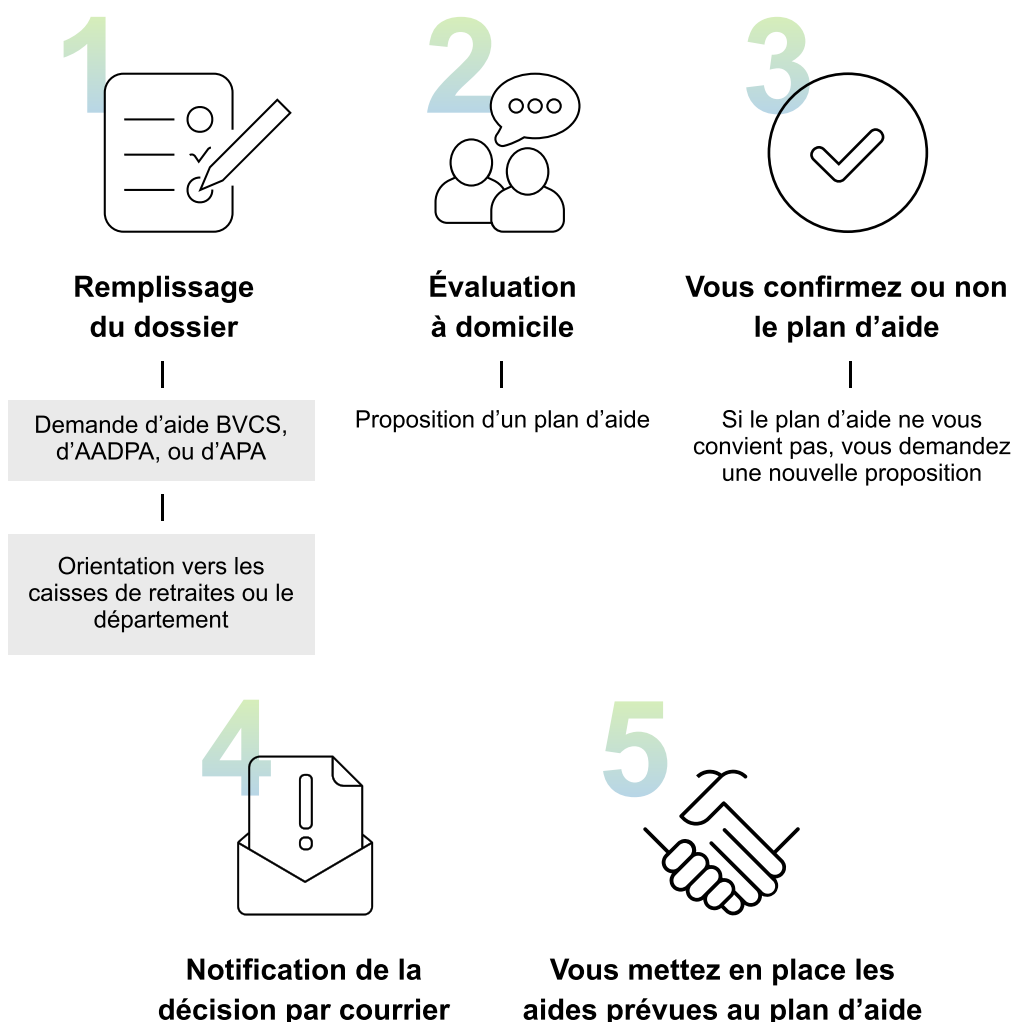 1
Remplissage
du dossier
Demande d’aide BVCS,
d’AADPA, ou d’APA
Orientation vers les
caisses de retraites ou le
département
2
Évaluation
à domicile
Proposition d’un plan d’aide
3
Vous confirmez ou non
le plan d’aide
Si le plan d’aide ne vous
convient pas, vous demandez
une nouvelle proposition
4
Notification de la
décision par courrier
5
Vous mettez en place les
aides prévues au plan d’aide